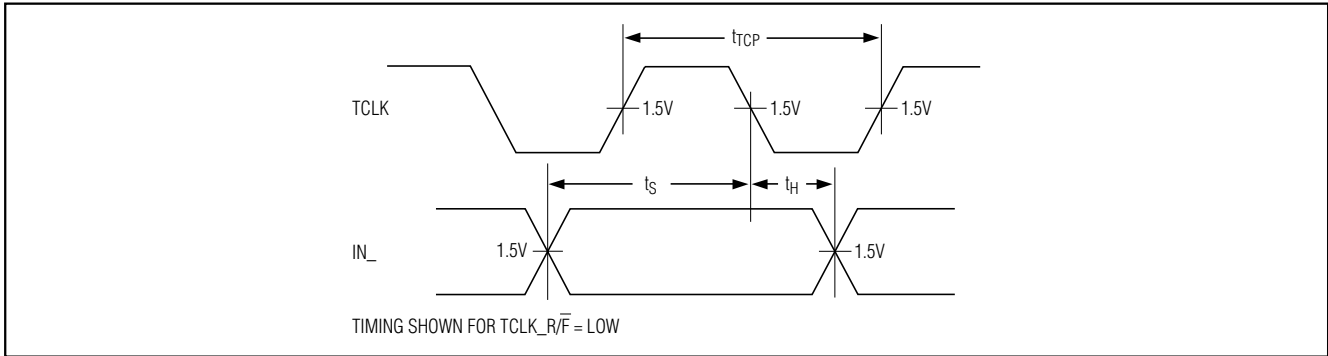 tTCP
TCLK
1.5V
1.5V
1.5V
tS
tH
IN_
1.5V
1.5V
TIMING SHOWN FOR TCLK_R/F̅ = LOW